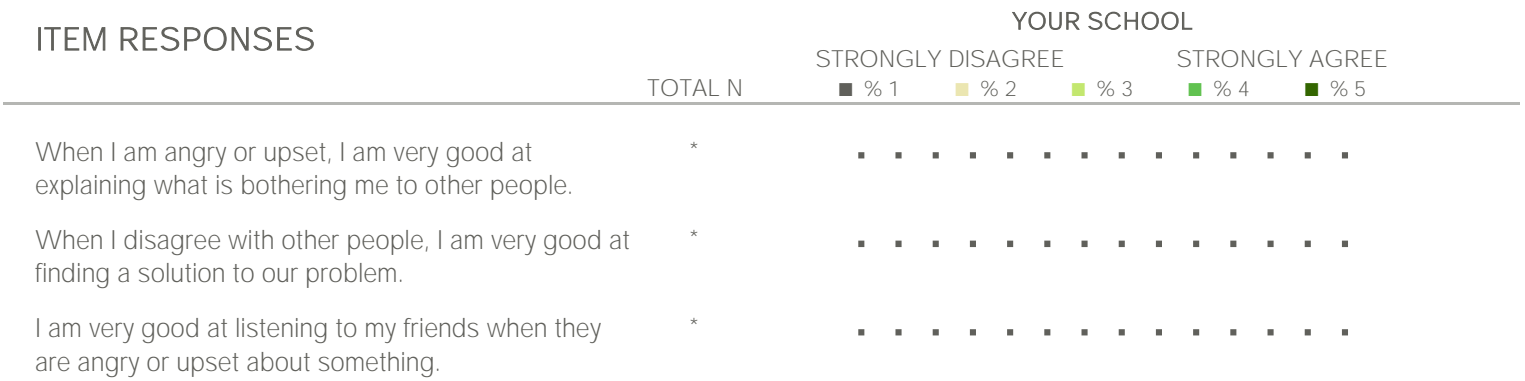 ITEM RESPONSES
YOUR SCHOOL
STRONGLY DISAGREE STRONGLY AGREE
TOTAL N % 1 % 2 % 3 % 4 % 5
When I am angry or upset, I am very good at *
explaining what is bothering me to other people.
When I disagree with other people, I am very good at *
finding a solution to our problem.
I am very good at listening to my friends when they *
are angry or upset about something.